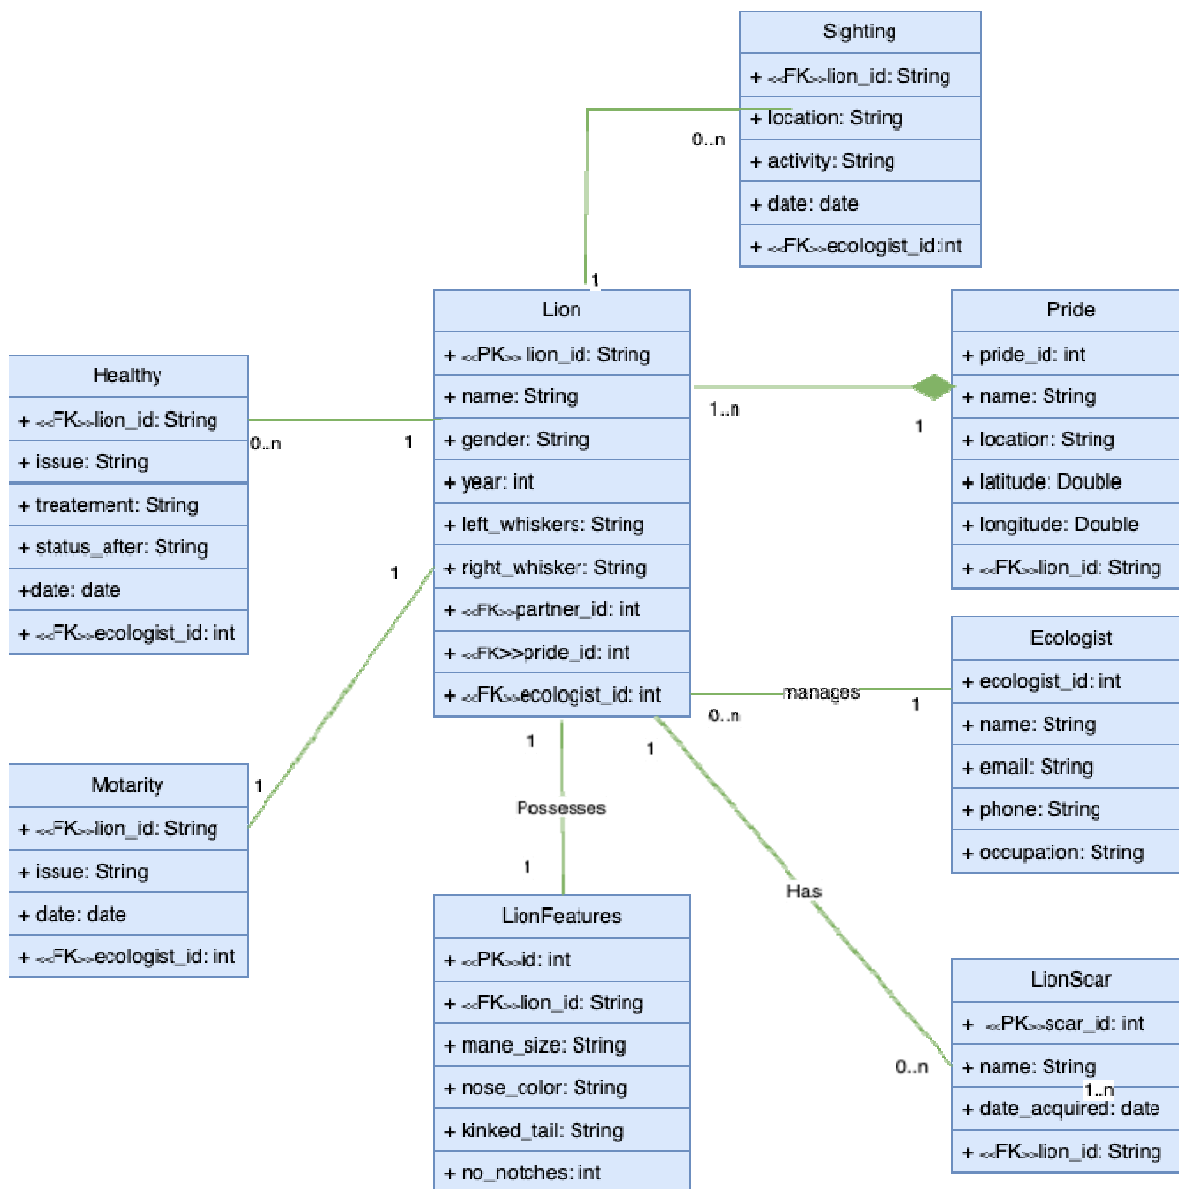 Sighting
+ <<FK>>lion_id: String
+ location: String
+ activity: String
+ date: date
+ <<FK>>ecologist_id:int
0..n
1
Lion
+ <<PK>> lion_id: String
+ name: String
+ gender: String
+ year: int
+ left_whiskers: String
+ right_whisker: String
+ <<FK>>partner_id: int
+ <<FK>>pride_id: int
+ <<FK>>ecologist_id: int
Pride
+ pride_id: int
+ name: String
+ location: String
+ latitude: Double
+ longitude: Double
+ <<FK>>lion_id: String
1..n
1
Healthy
+ <<FK>>lion_id: String
+ issue: String
+ treatement: String
+ status_after: String
+date: date
+ <<FK>>ecologist_id: int
0..n
1
1
1
Ecologist
+ ecologist_id: int
+ name: String
+ email: String
+ phone: String
+ occupation: String
manages
0..n
1
Motarity
+ <<FK>>lion_id: String
+ issue: String
+ date: date
+ <<FK>>ecologist_id: int
1
Possesses
1
LionFeatures
+ <<PK>>id: int
+ <<FK>>lion_id: String
+ mane_size: String
+ nose_color: String
+ kinked_tail: String
+ no_notches: int
1
Has
0..n
LionScar
+ <<PK>>scar_id: int
+ name: String
1..n
+ date_acquired: date
+ <<FK>>lion_id: String